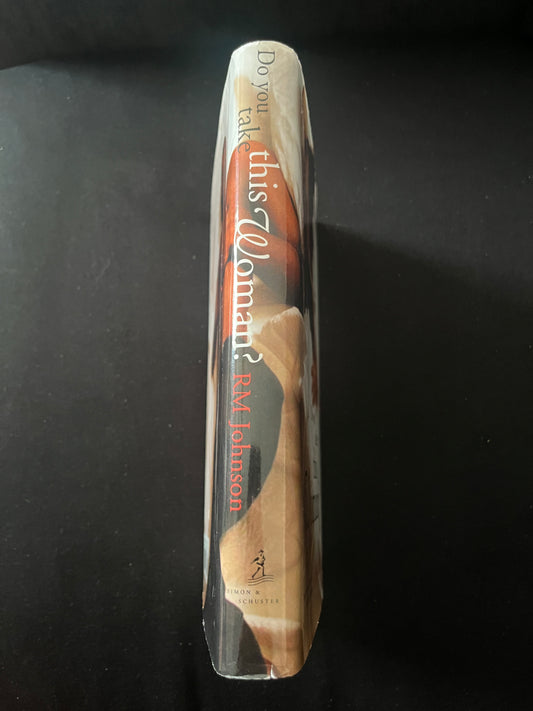 Do you
take
this Woman?
RM Johnson
SIMON &
SCHUSTER